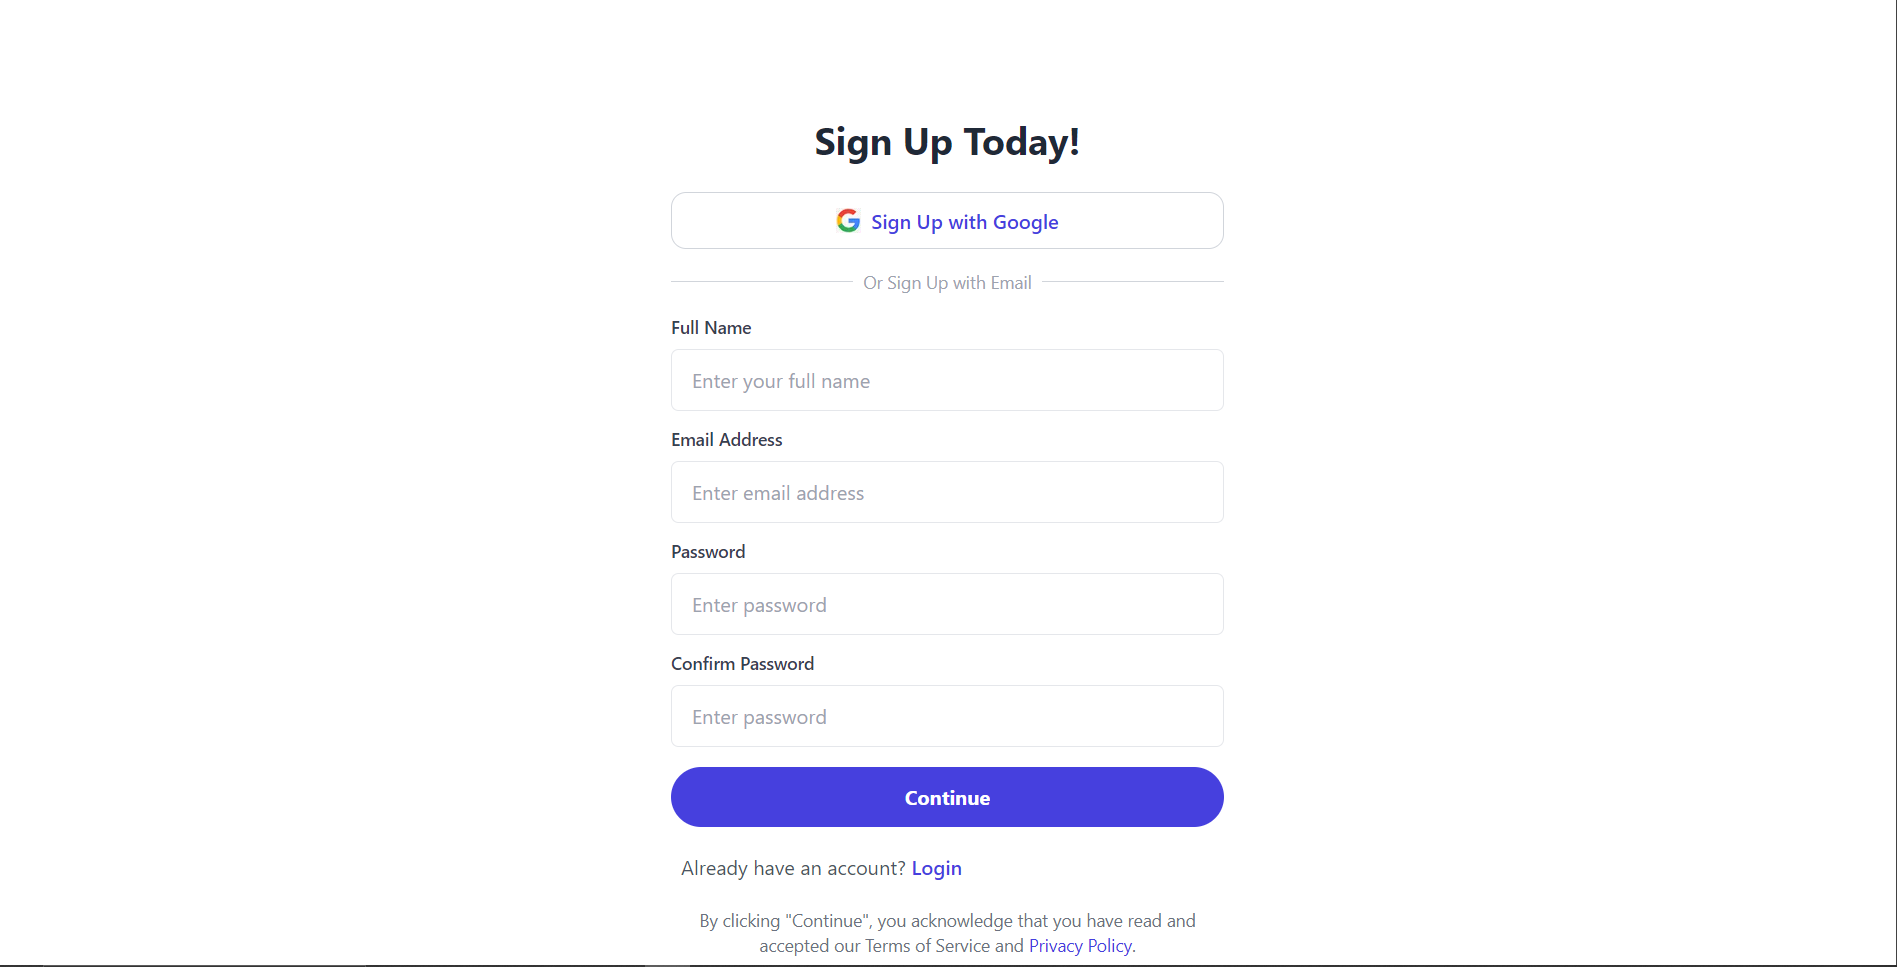 Sign Up Today!
Sign Up with Google
Or Sign Up with Email
Full Name
Enter your full name
Email Address
Enter email address
Password
Enter password
Confirm Password
Enter password
Continue
Already have an account? Login
By clicking "Continue", you acknowledge that you have read and
accepted our Terms of Service and Privacy Policy.